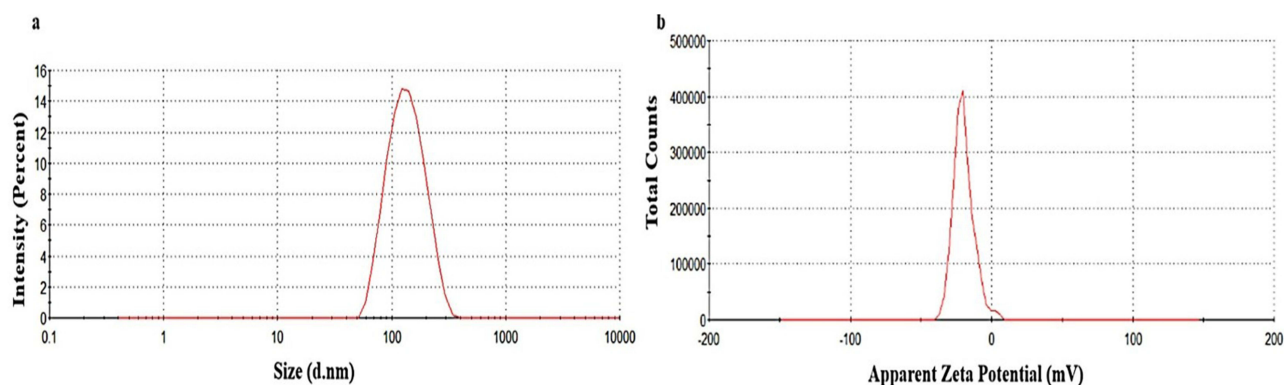 a
Intensity (Percent)
16
14
12
10
8
6
4
2
0
0.1 1 10 100 1000 10000
Size (d.nm)
b
Total Counts
500000
400000
300000
200000
100000
0
-200 -100 0 100 200
Apparent Zeta Potential (mV)